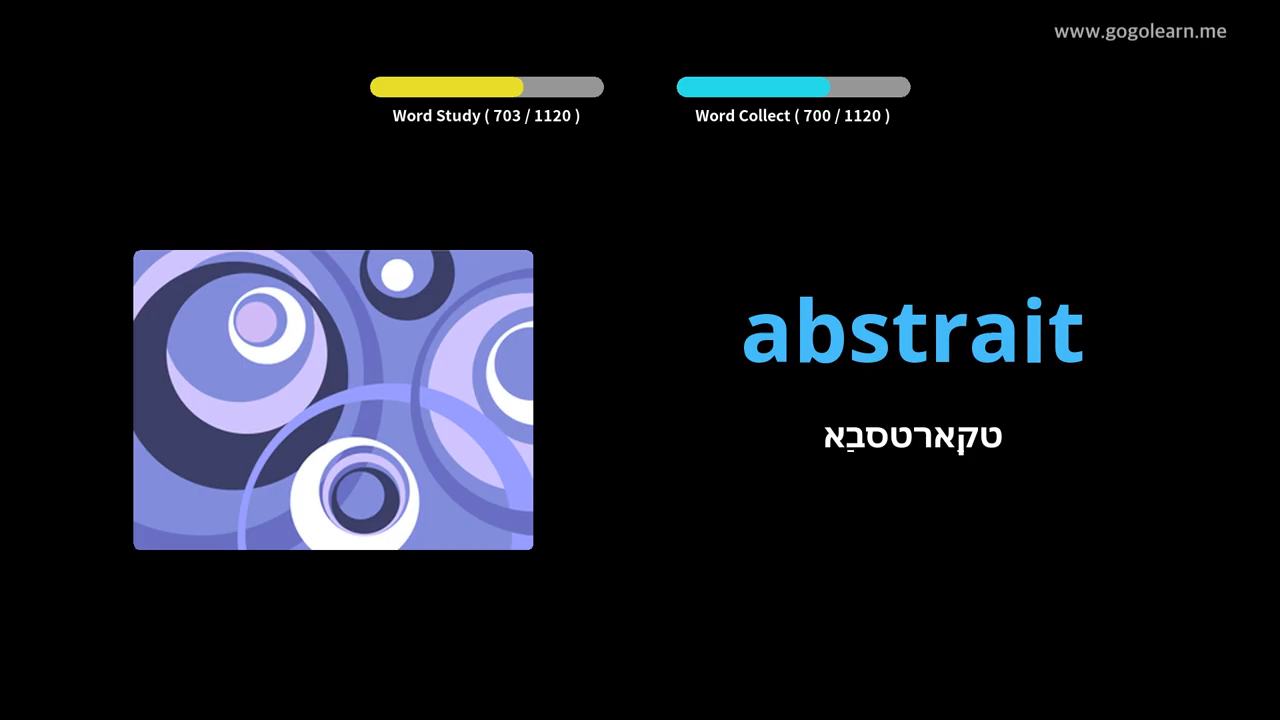 www.gogolearn.me
Word Study ( 703 / 1120 )
Word Collect ( 700 / 1120 )
abstrait
טקָארטסבַא